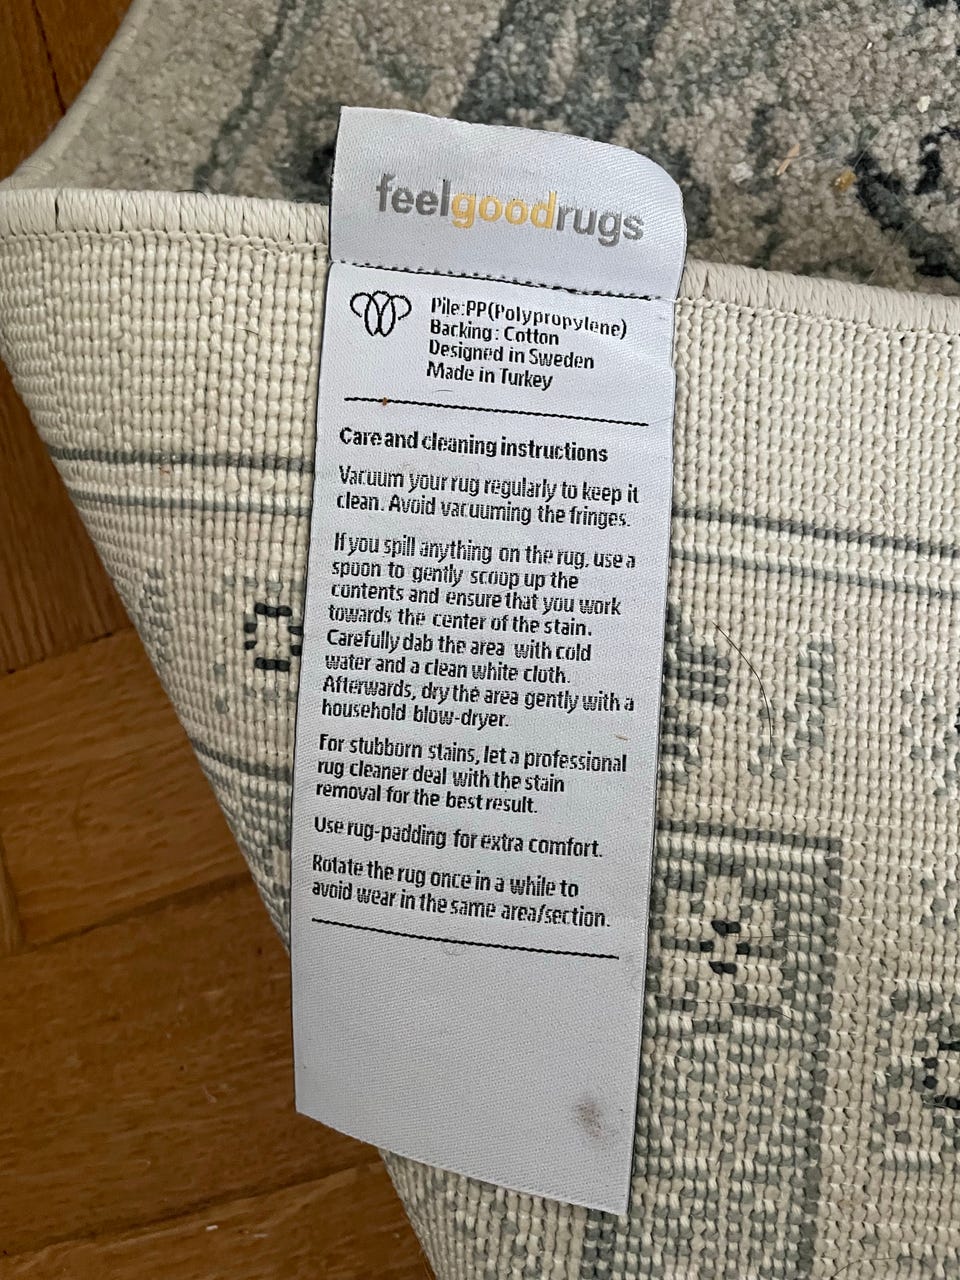 feelgoodrugs
Pile:PP(Polypropylene)
Backing: Cotton
Designed in Sweden
Made in Turkey
Care and cleaning instructions
Vacuum your rug regularly to keep it
clean. Avoid vacuuming the fringes.
If you spill anything on the rug, use a
spoon to gently scoop up the
contents and ensure that you work
towards the center of the stain.
Carefully dab the area with cold
water and a clean white cloth.
Afterwards, dry the area gently with a
household blow-dryer.
For stubborn stains, let a professional
rug cleaner deal with the stain
removal for the best result.
Use rug-padding for extra comfort.
Rotate the rug once in a while to
avoid wear in the same area/section.